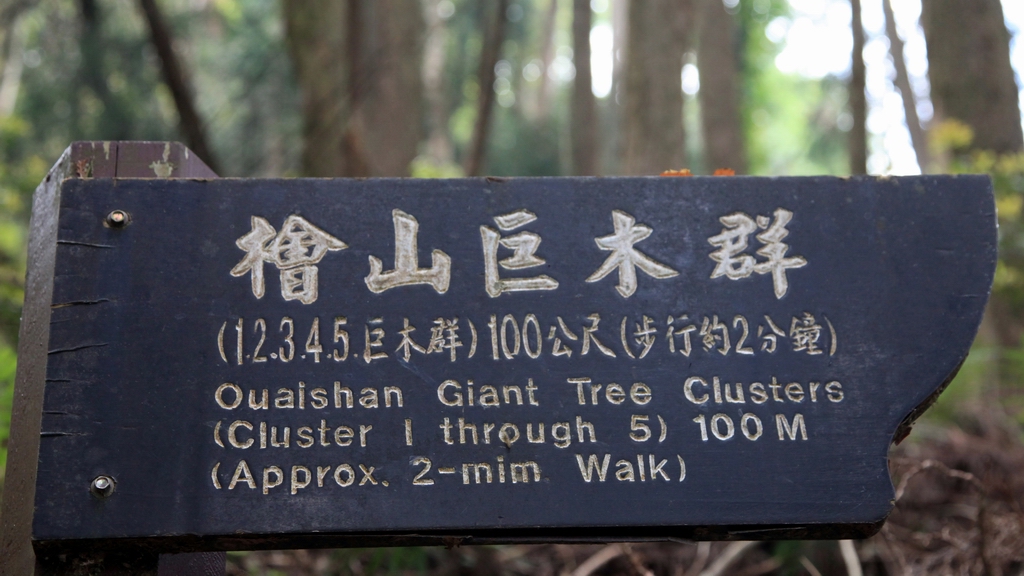 檜山巨木群
(1.2.3.4.5.巨木群)100公尺(步行約2分鐘)
Ouaishan Giant Tree Clusters
(Cluster 1 through 5) 100 M
(Approx. 2-mim Walk)